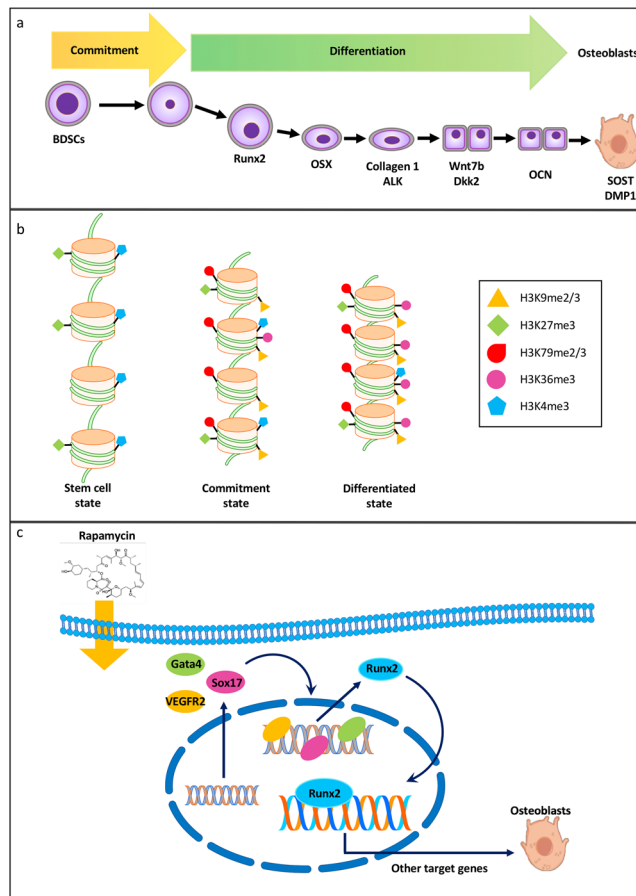 a
Commitment
Differentiation
Osteoblasts
BDSCs
Runx2
OSX
Collagen 1
ALK
Wnt7b
Dkk2
OCN
SOST
DMP1
b
H3K9me2/3
H3K27me3
H3K79me2/3
H3K36me3
H3K4me3
Stem cell
state
Commitment
state
Differentiated
state
c
Rapamycin
Gata4
Sox17
VEGFR2
Runx2
Runx2
Osteoblasts
Other target genes